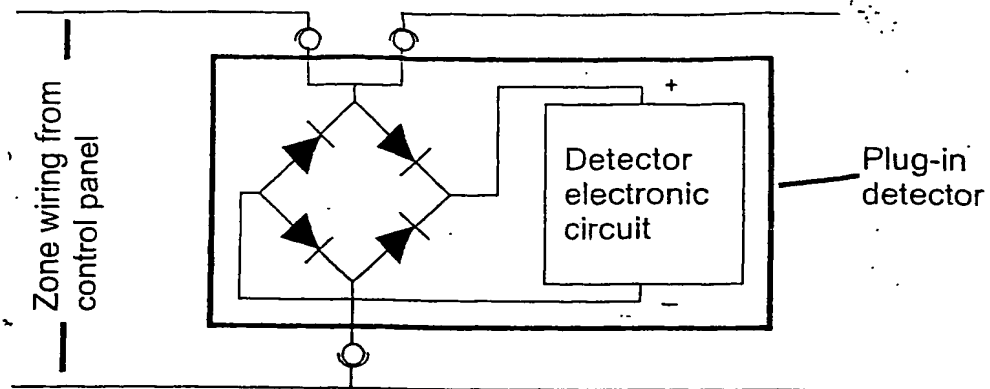 Zone wiring from
control panel
+
Detector
electronic
circuit
−
Plug-in
detector